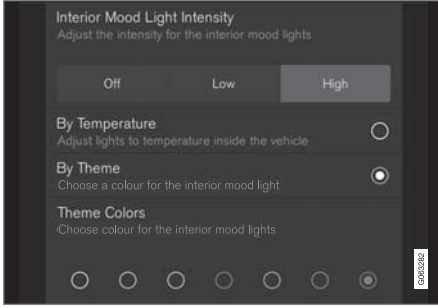 Interior Mood Light Intensity
Adjust the intensity for the interior mood lights
Off Low High
By Temperature
Adjust lights to temperature inside the vehicle
By Theme
Choose a colour for the interior mood light
Theme Colors
Choose colour for the interior mood lights
G063282